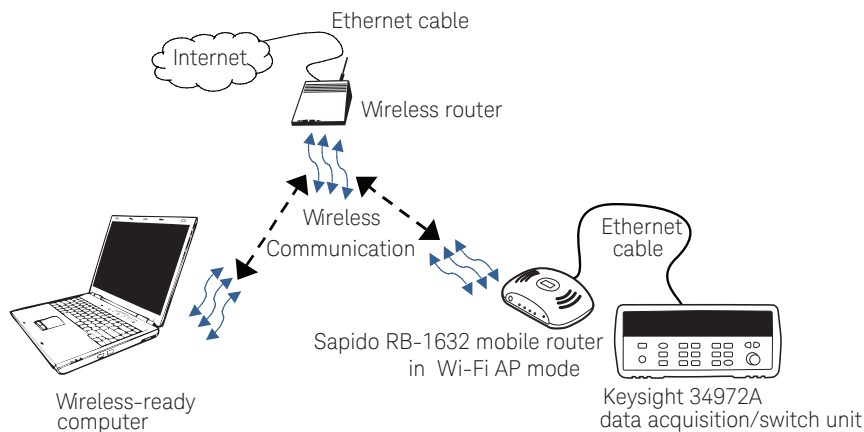 Ethernet cable
Internet
Wireless router
Wireless
Communication
Ethernet
cable
Sapido RB-1632 mobile router
in Wi-Fi AP mode
Wireless-ready
computer
Keysight 34972A
data acquisition/switch unit